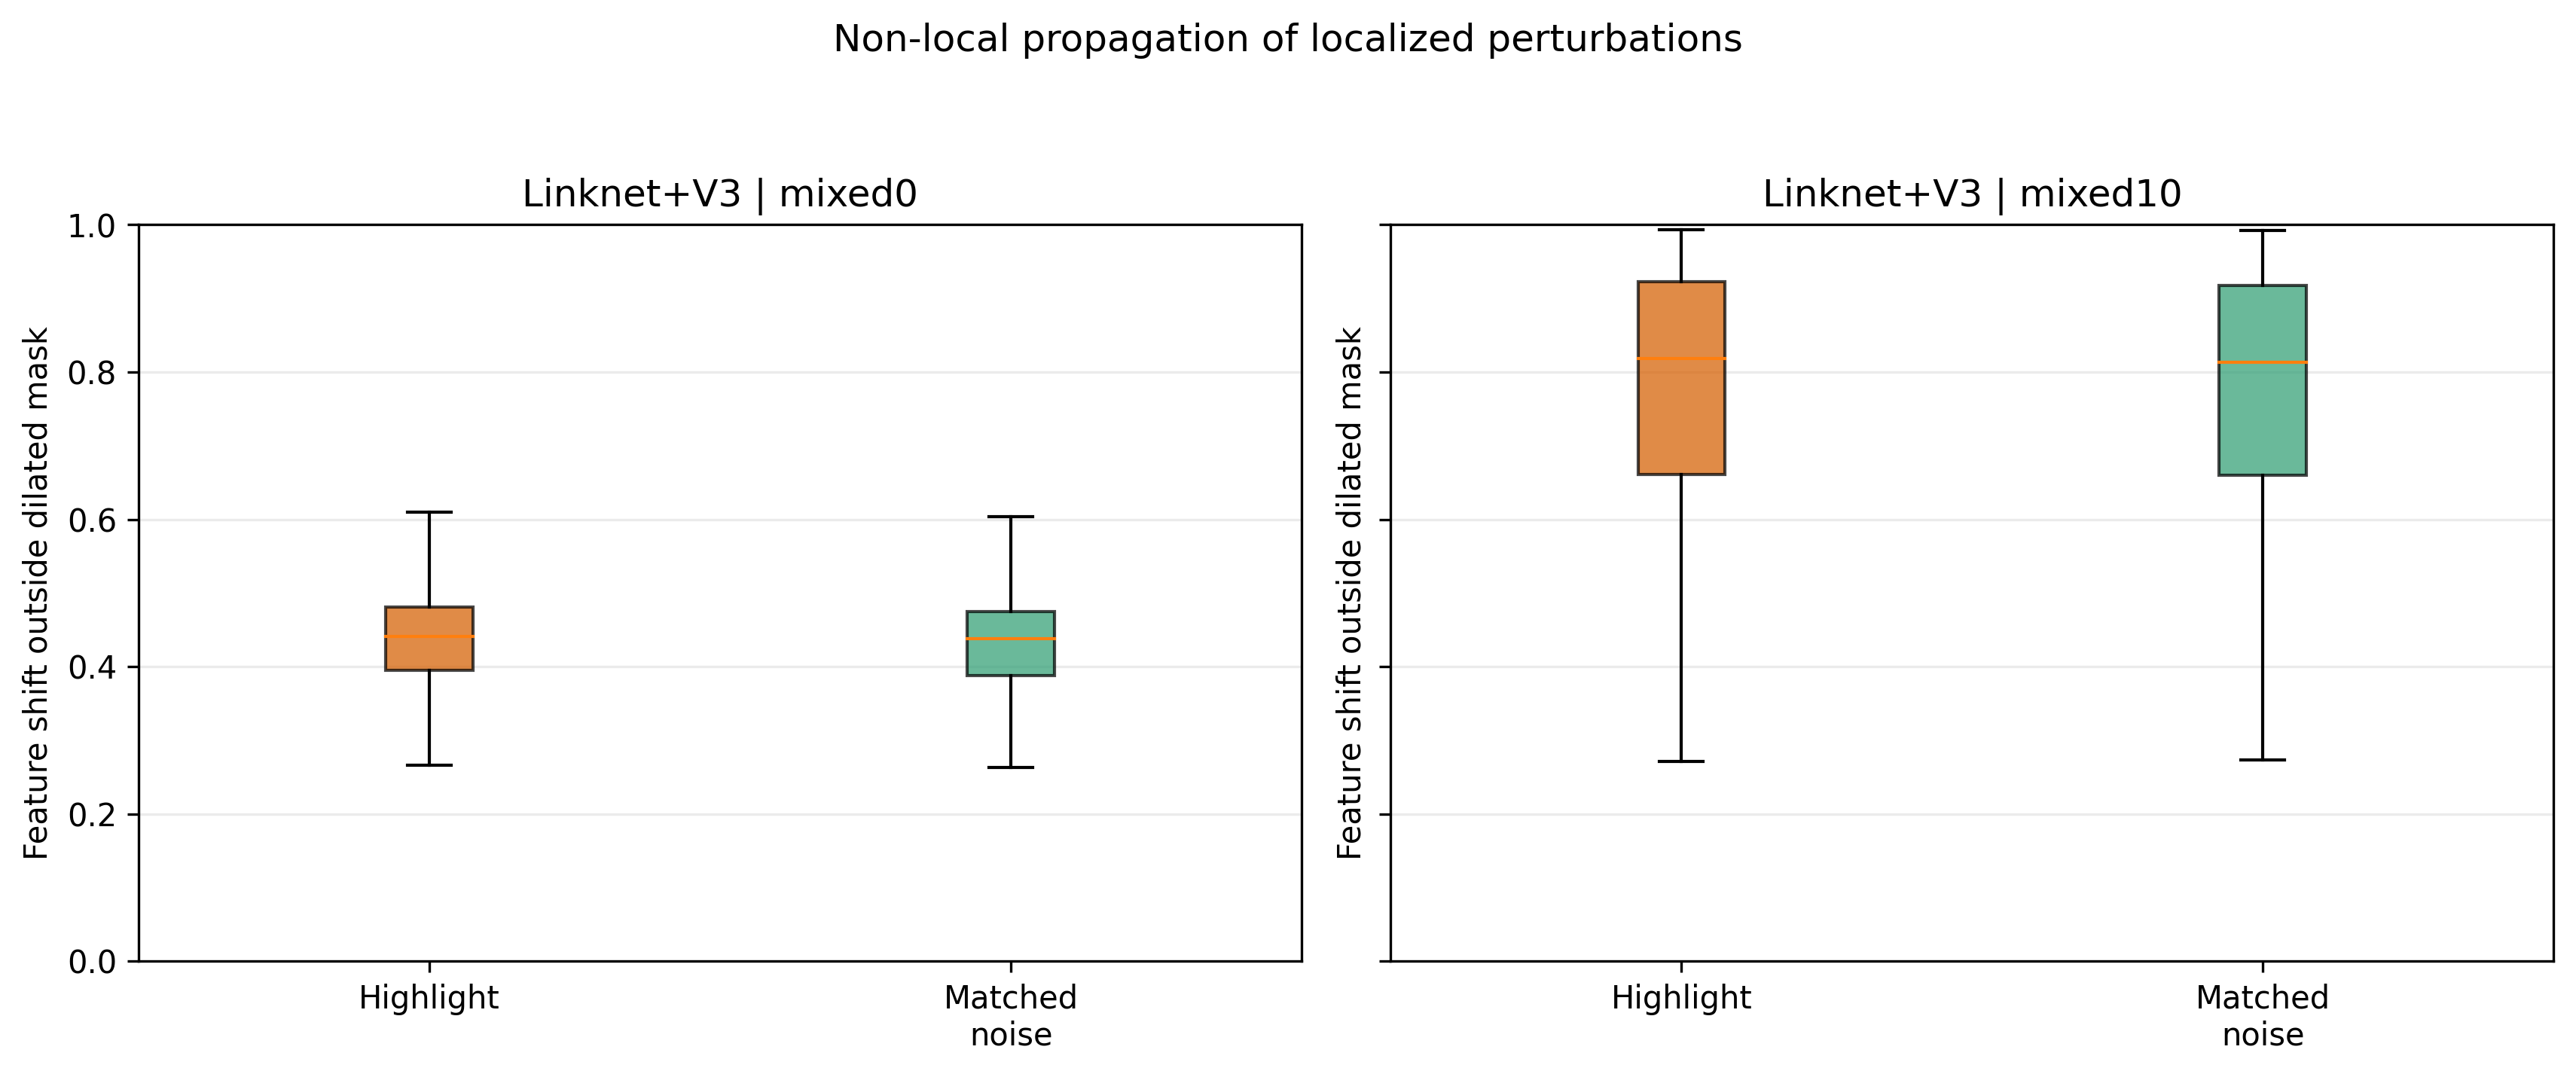 Non-local propagation of localized perturbations
Linknet+V3 | mixed0
Feature shift outside dilated mask
1.0
0.8
0.6
0.4
0.2
0.0
Highlight
Matched
noise
Linknet+V3 | mixed10
Feature shift outside dilated mask
Highlight
Matched
noise